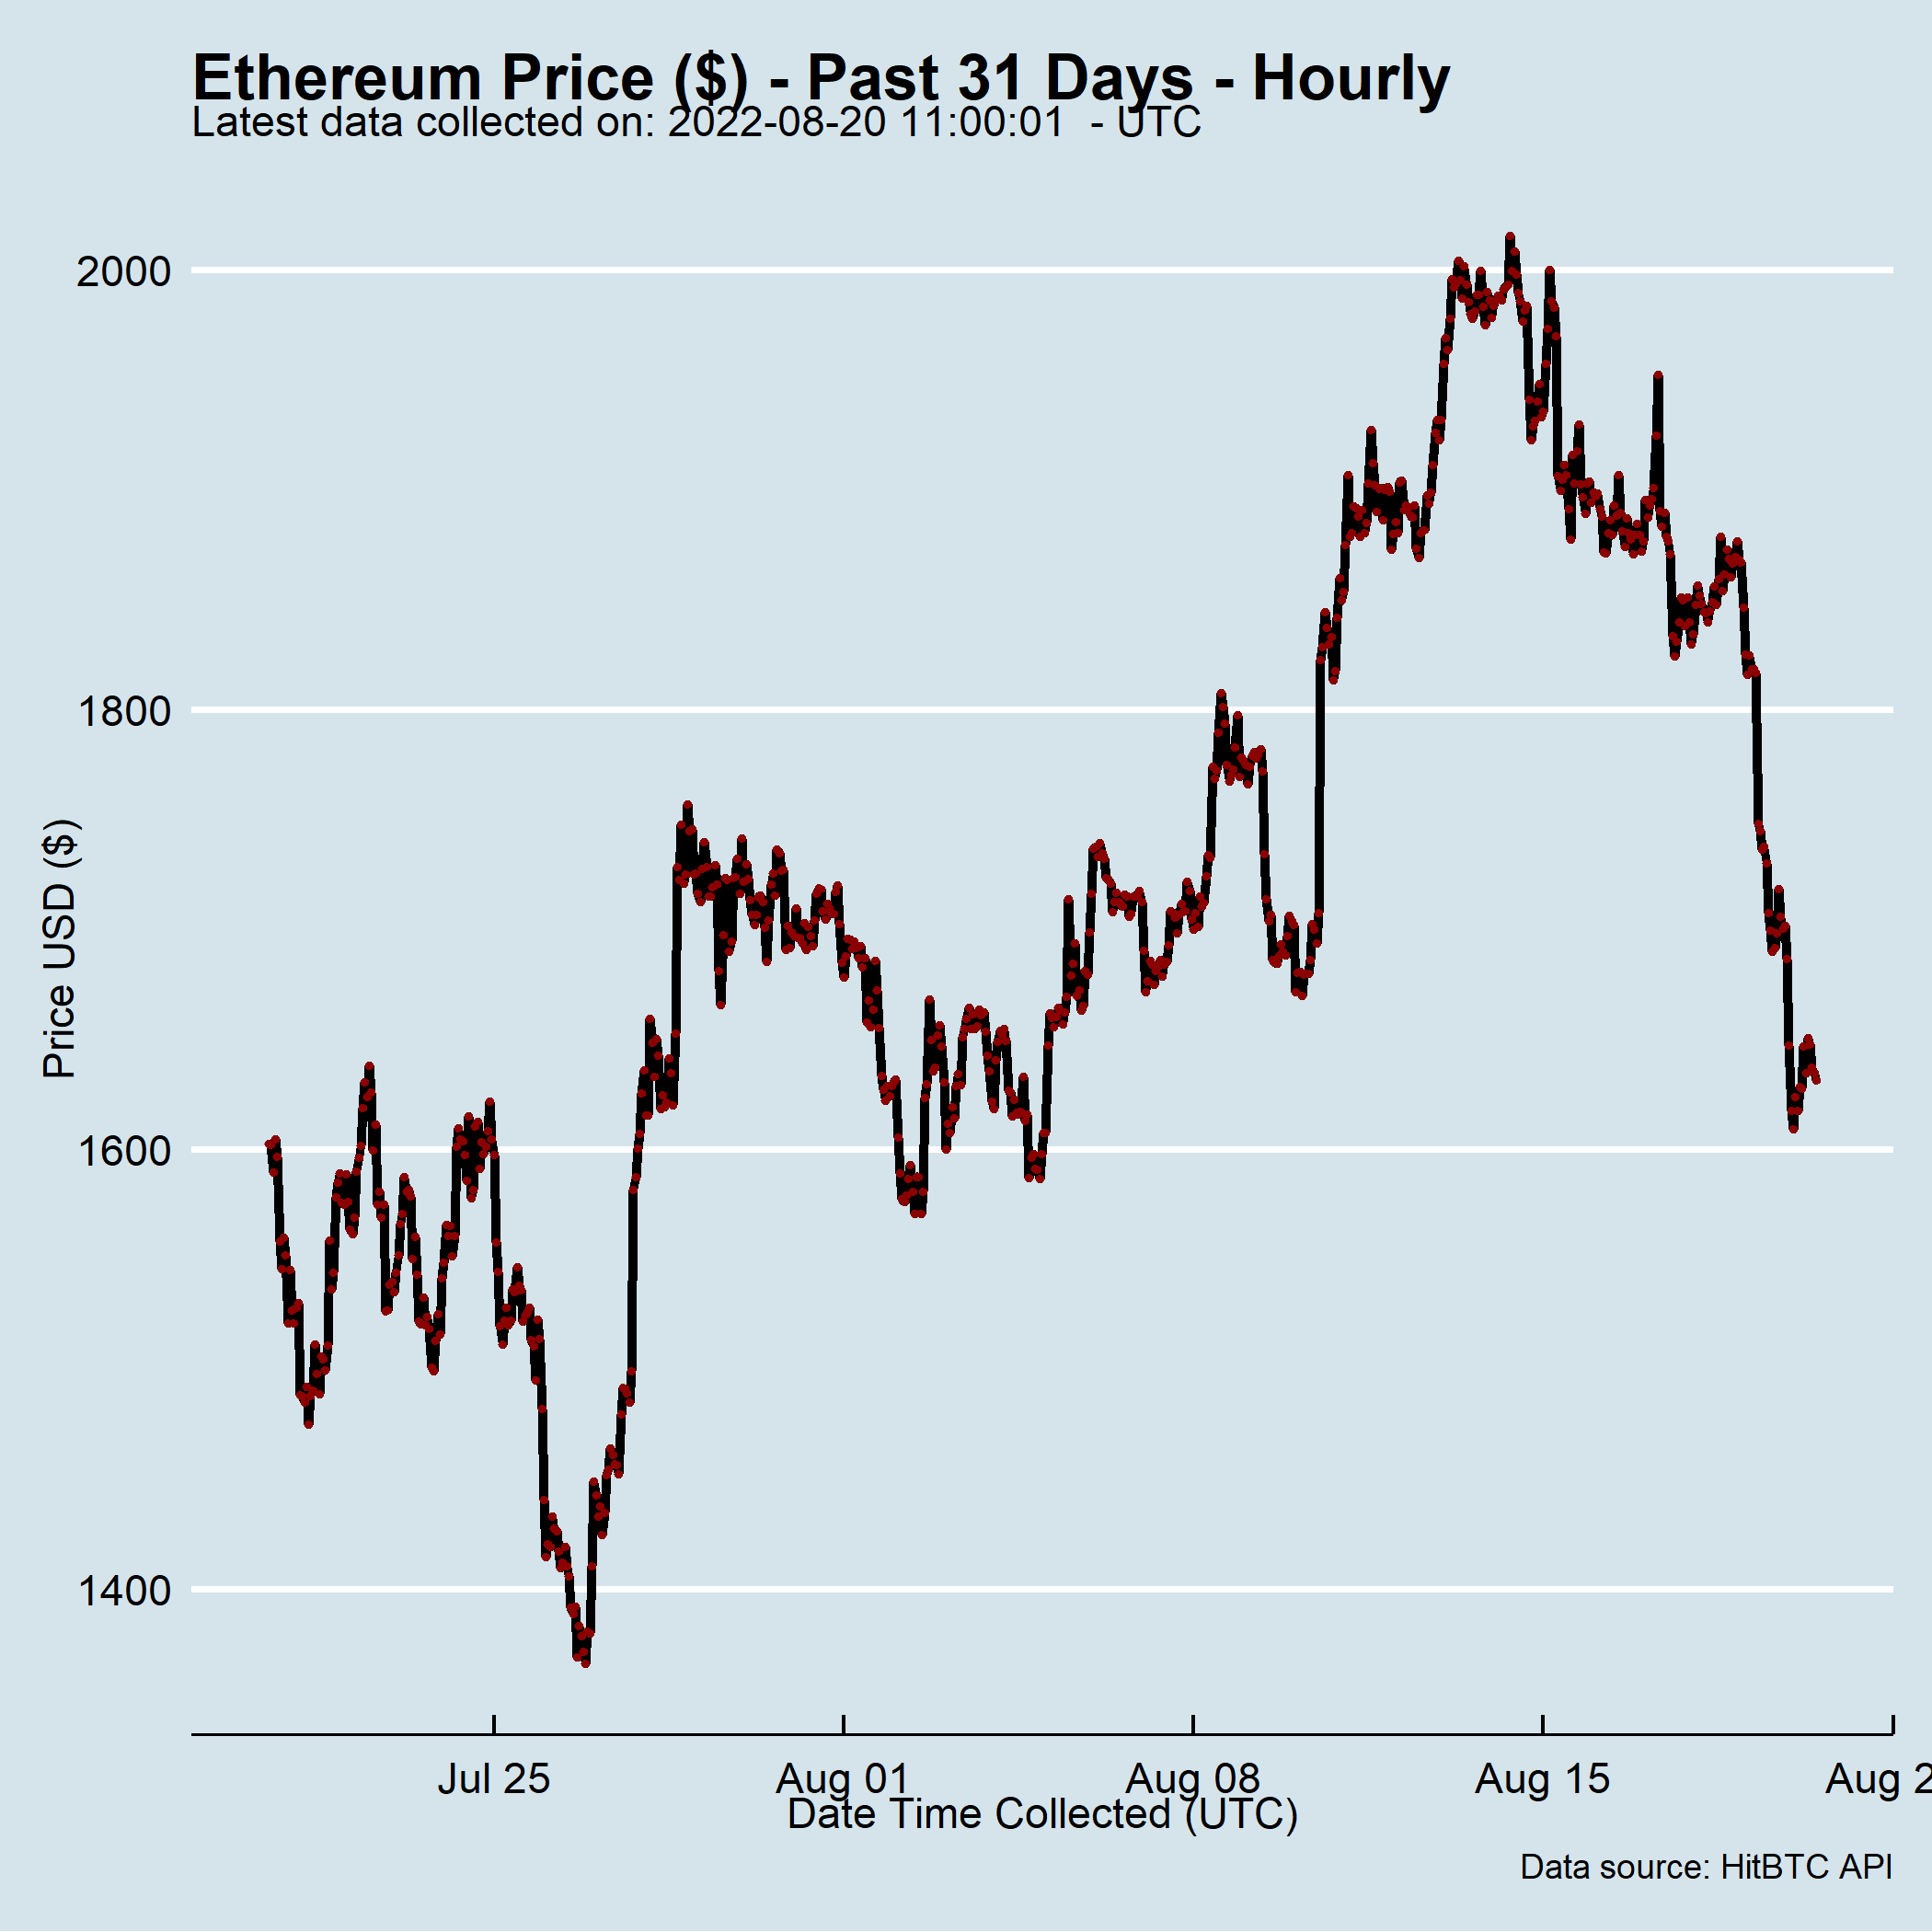 Ethereum Price ($) - Past 31 Days - Hourly
Latest data collected on: 2022-08-20 11:00:01  - UTC
2000
1800
1600
1400
Price USD ($)
Jul 25
Aug 01
Aug 08
Aug 15
Aug 2
Date Time Collected (UTC)
Data source: HitBTC API